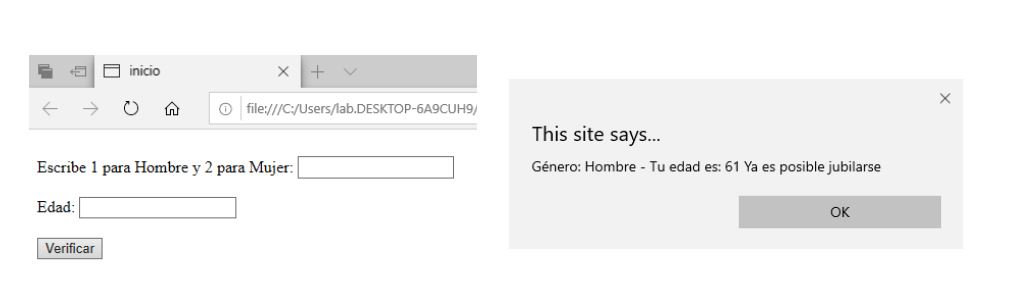 inicio
file:///C:/Users/lab.DESKTOP-6A9CUH9/
Escribe 1 para Hombre y 2 para Mujer:
Edad:
Verificar
This site says...
Género: Hombre - Tu edad es: 61 Ya es posible jubilarse
OK